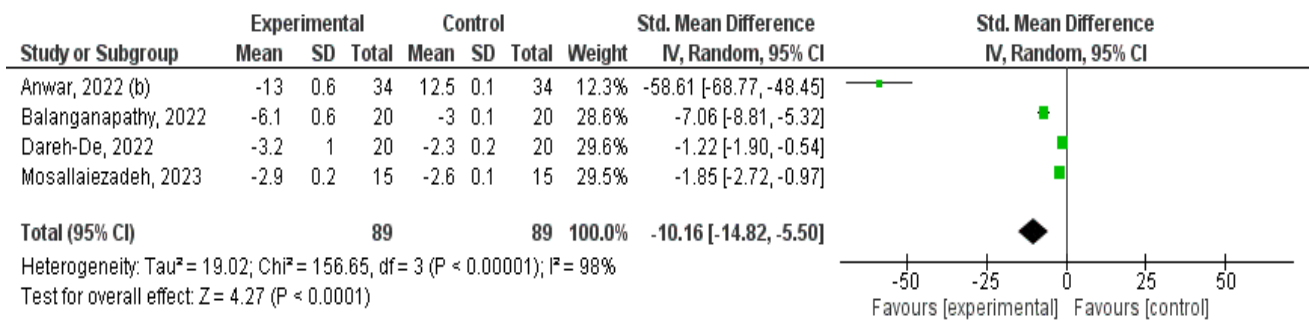 Experimental Control Std. Mean Difference Std. Mean Difference
Study or Subgroup Mean SD Total Mean SD Total Weight IV, Random, 95% CI IV, Random, 95% CI
Anwar, 2022 (b) -13 0.6 34 12.5 0.1 34 12.3% -58.61 [-68.77, -48.45]
Balanganapathy, 2022 -6.1 0.6 20 -3 0.1 20 28.6% -7.06 [-8.81, -5.32]
Dareh-De, 2022 -3.2 1 20 -2.3 0.2 20 29.6% -1.22 [-1.90, -0.54]
Mosallaiezadeh, 2023 -2.9 0.2 15 -2.6 0.1 15 29.5% -1.85 [-2.72, -0.97]
Total (95% CI) 89 89 100.0% -10.16 [-14.82, -5.50]
Heterogeneity: Tau² = 19.02; Chi² = 156.65, df = 3 (P < 0.00001); I² = 98%
Test for overall effect: Z = 4.27 (P < 0.0001)
-50 -25 0 25 50
Favours [experimental] Favours [control]